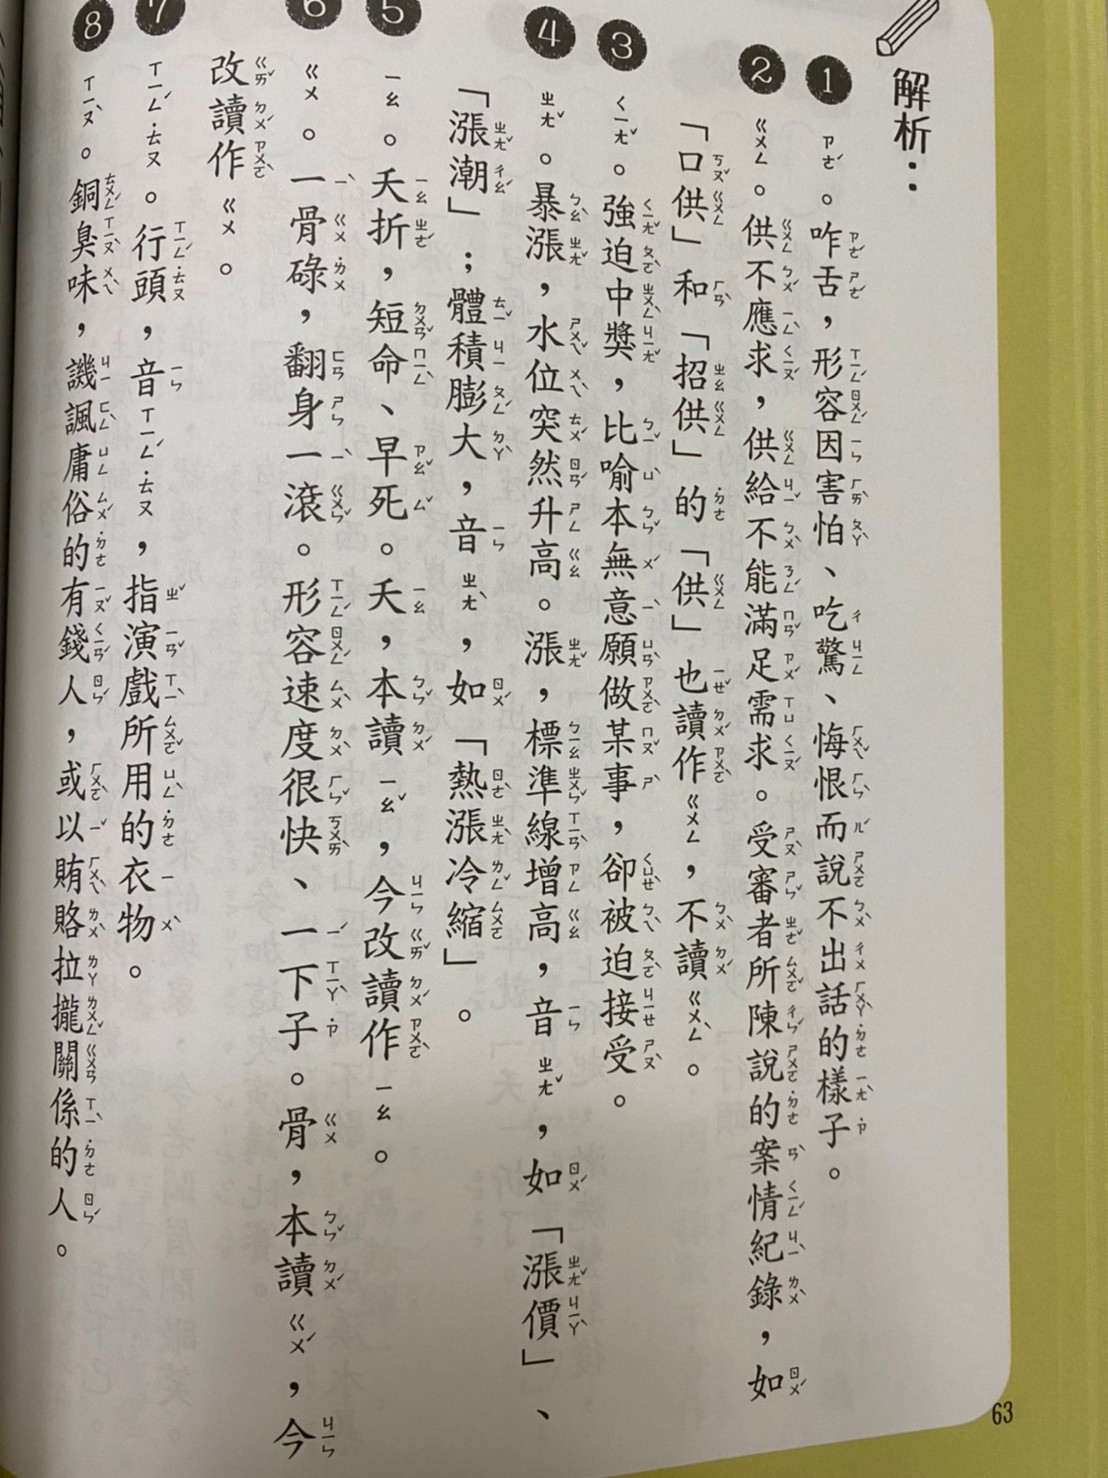 解析：
1 ㄗㄜˊ。咋舌，形容因害怕、吃驚、悔恨而說不出話的樣子。
2 ㄍㄨㄥ。供不應求，供給不能滿足需求。受審者所陳說的案情紀錄，如
「口供」和「招供」的「供」也讀作ㄍㄨㄥ，不讀ㄍㄨㄥˋ。
3 ㄑㄧㄤˇ。強迫中獎，比喻本無意願做某事，卻被迫接受。
4 ㄓㄤˇ。暴漲，水位突然升高。漲，標準線增高，音ㄓㄤˇ，如「漲價」、
「漲潮」；體積膨大，音ㄓㄤˋ，如「熱漲冷縮」。
5 ㄧㄠ。夭折，短命、早死。夭，本讀ㄧㄠˇ，今改讀作ㄧㄠ。
6 ㄍㄨ。一骨碌，翻身一滾。形容速度很快、一下子。骨，本讀ㄍㄨˊ，今
改讀作ㄍㄨ。
7 ㄒㄧㄥˊ˙ㄊㄡ。行頭，音ㄒㄧㄥˊ˙ㄊㄡ，指演戲所用的衣物。
8 ㄒㄧㄡˋ。銅臭味，譏諷庸俗的有錢人，或以賄賂拉攏關係的人。
63